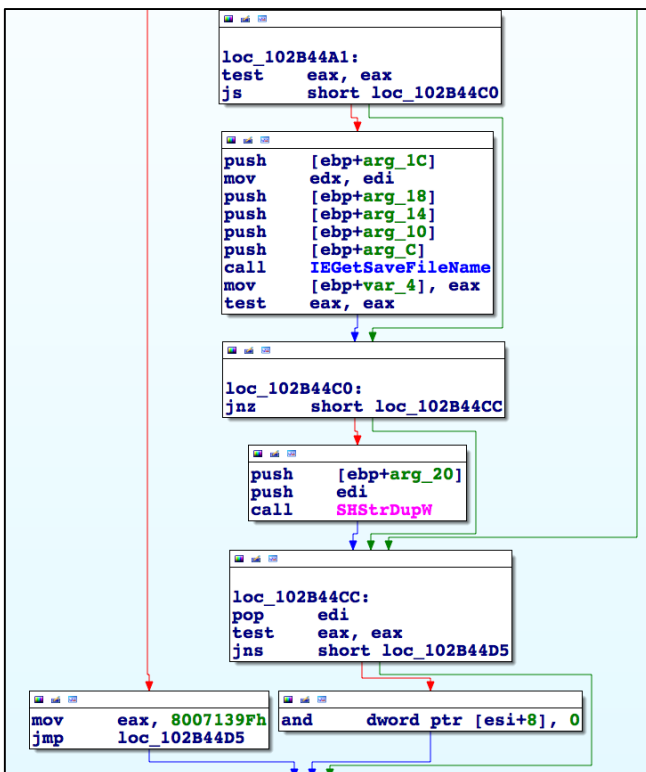 loc_102B44A1:
test eax, eax
js short loc_102B44C0
push [ebp+arg_1C]
mov edx, edi
push [ebp+arg_18]
push [ebp+arg_14]
push [ebp+arg_10]
push [ebp+arg_C]
call IEGetSaveFileName
mov [ebp+var_4], eax
test eax, eax
loc_102B44C0:
jnz short loc_102B44CC
push [ebp+arg_20]
push edi
call SHStrDupW
loc_102B44CC:
pop edi
test eax, eax
jns short loc_102B44D5
mov eax, 8007139Fh
jmp loc_102B44D5
and dword ptr [esi+8], 0